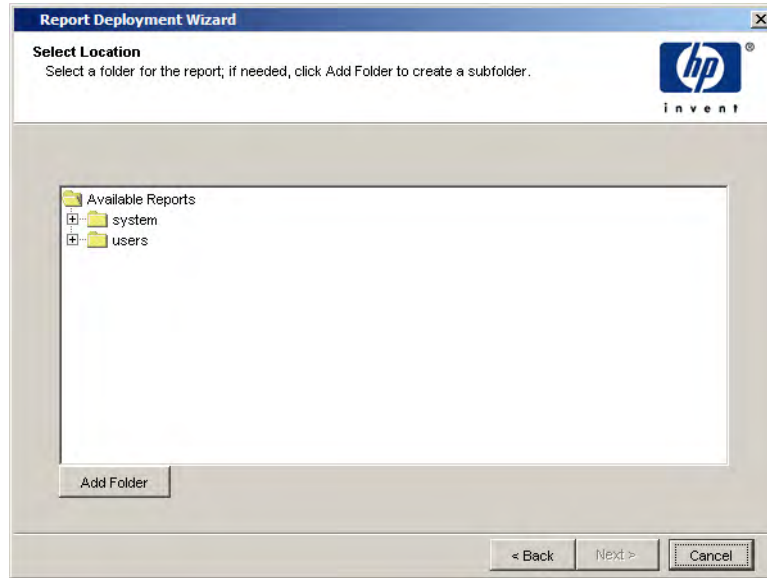 Report Deployment Wizard
Select Location
Select a folder for the report; if needed, click Add Folder to create a subfolder.
hp
®
invent
Available Reports
system
users
Add Folder
< Back
Next >
Cancel